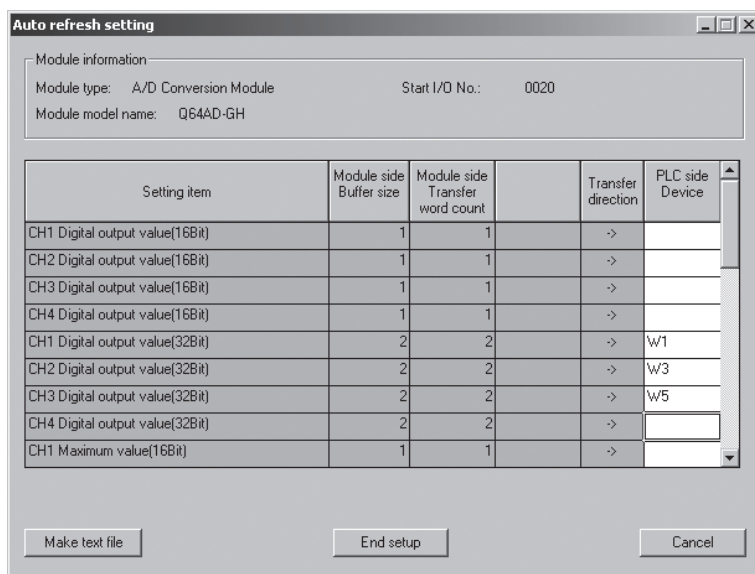 Auto refresh setting
Module information
Module type: A/D Conversion Module Start I/O No.: 0020
Module model name: Q64AD-GH
Setting item Module side Buffer size Module side Transfer word count Transfer direction PLC side Device
CH1 Digital output value(16Bit) 1 1 ->
CH2 Digital output value(16Bit) 1 1 ->
CH3 Digital output value(16Bit) 1 1 ->
CH4 Digital output value(16Bit) 1 1 ->
CH1 Digital output value(32Bit) 2 2 -> W1
CH2 Digital output value(32Bit) 2 2 -> W3
CH3 Digital output value(32Bit) 2 2 -> W5
CH4 Digital output value(32Bit) 2 2 ->
CH1 Maximum value(16Bit) 1 1 ->
Make text file End setup Cancel